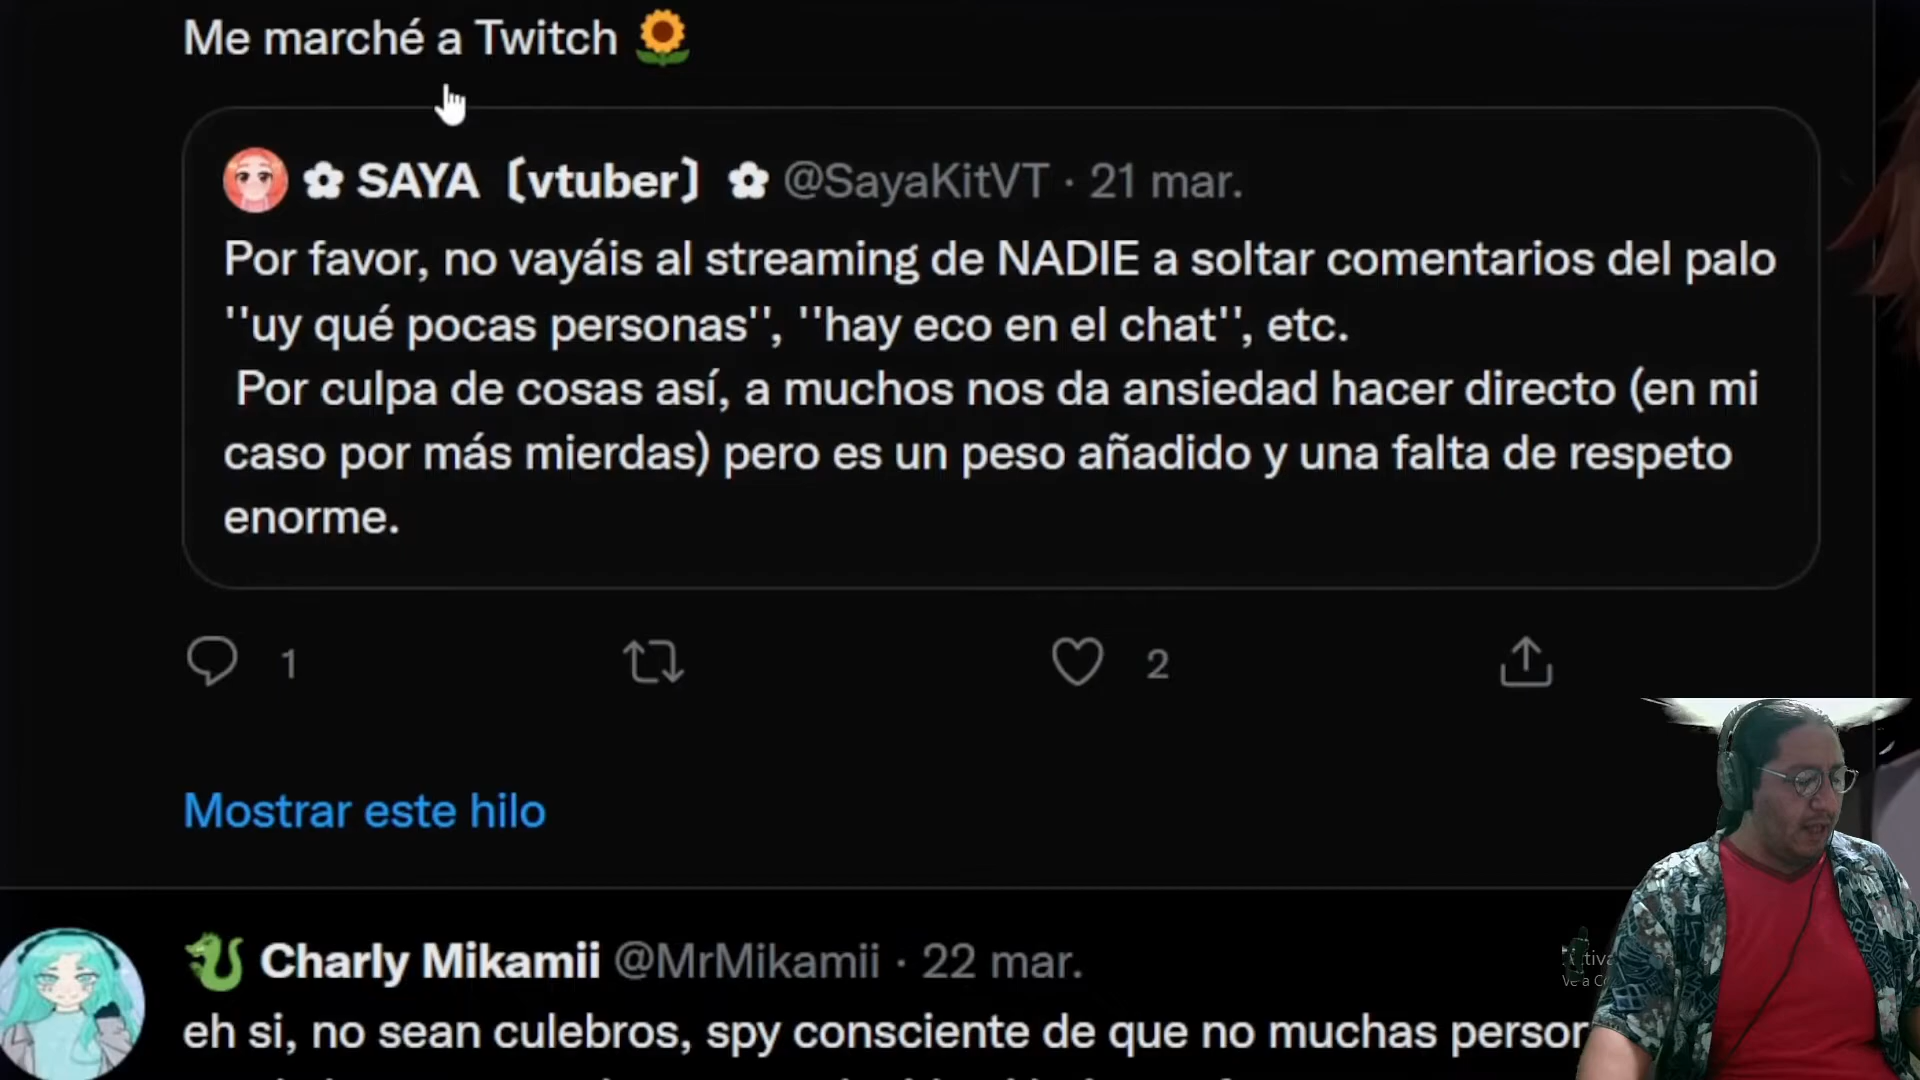 Me marché a Twitch 🌻
✿ SAYA〔vtuber〕 ✿ @SayaKitVT · 21 mar.
Por favor, no vayáis al streaming de NADIE a soltar comentarios del palo
''uy qué pocas personas'', ''hay eco en el chat'', etc.
Por culpa de cosas así, a muchos nos da ansiedad hacer directo (en mi
caso por más mierdas) pero es un peso añadido y una falta de respeto
enorme.
1
2
Mostrar este hilo
🐉 Charly Mikamii @MrMikamii · 22 mar.
eh si, no sean culebros, spy consciente de que no muchas